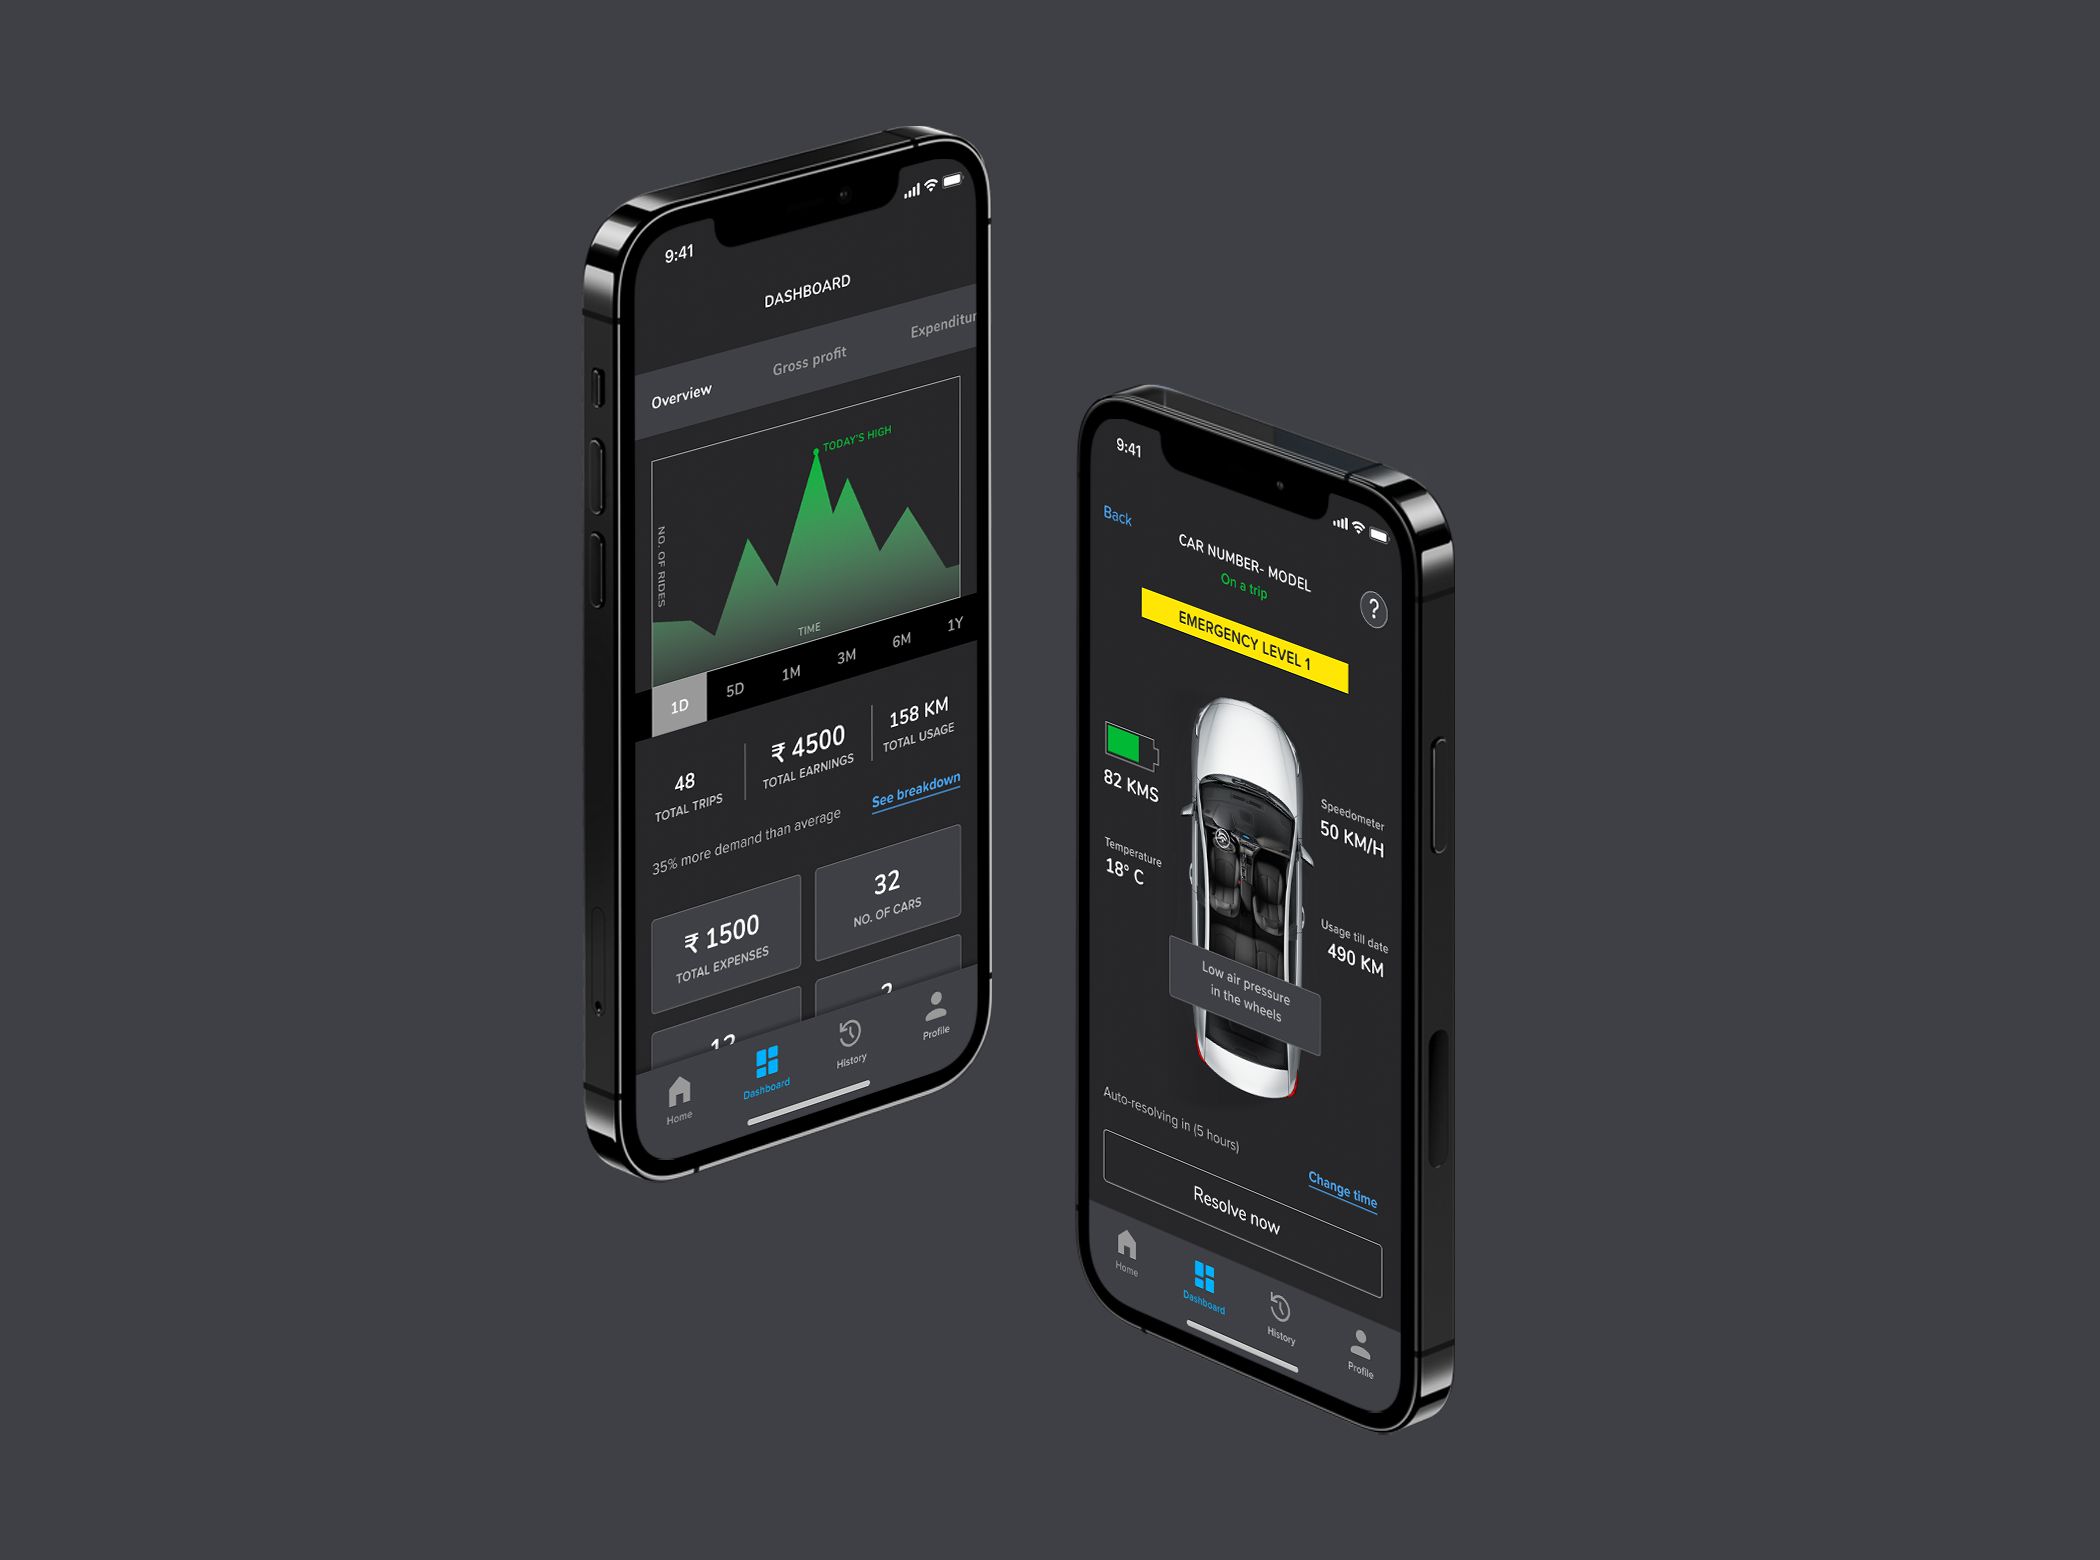 9:41
DASHBOARD
Overview
Gross profit
Expenditur
TODAY'S HIGH
NO. OF RIDES
TIME
1D
5D
1M
3M
6M
1Y
48
TOTAL TRIPS
₹ 4500
TOTAL EARNINGS
158 KM
TOTAL USAGE
35% more demand than average
See breakdown
₹ 1500
TOTAL EXPENSES
32
NO. OF CARS
Home
Dashboard
History
Profile
9:41
Back
CAR NUMBER- MODEL
On a trip
?
EMERGENCY LEVEL 1
82 KMS
Temperature
18° C
Speedometer
50 KM/H
Usage till date
490 KM
Low air pressure
in the wheels
Auto-resolving in (5 hours)
Change time
Resolve now
Home
Dashboard
History
Profile